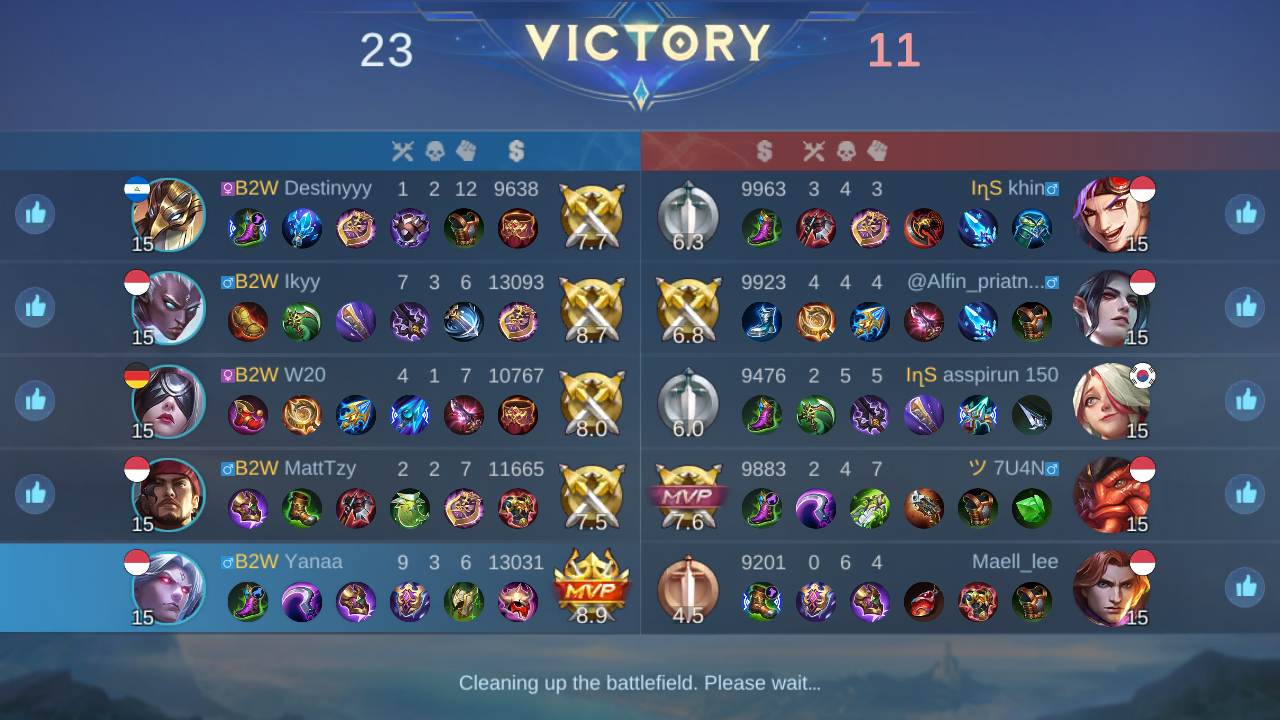 23 VICTORY 11
B2W Destinyyy 1 2 12 9638 7.7 15
6.3 9963 3 4 3 IηS khin 15
B2W Ikyy 7 3 6 13093 8.7 15
6.8 9923 4 4 4 @Alfin_priatn... 15
B2W W20 4 1 7 10767 8.0 15
6.0 9476 2 5 5 IηS asspirun 150 15
B2W MattTzy 2 2 7 11665 7.5 15
MVP 7.6 9883 2 4 7 ツ 7U4N 15
B2W Yanaa 9 3 6 13031 MVP 8.9 15
4.5 9201 0 6 4 Maell_lee 15
Cleaning up the battlefield. Please wait...